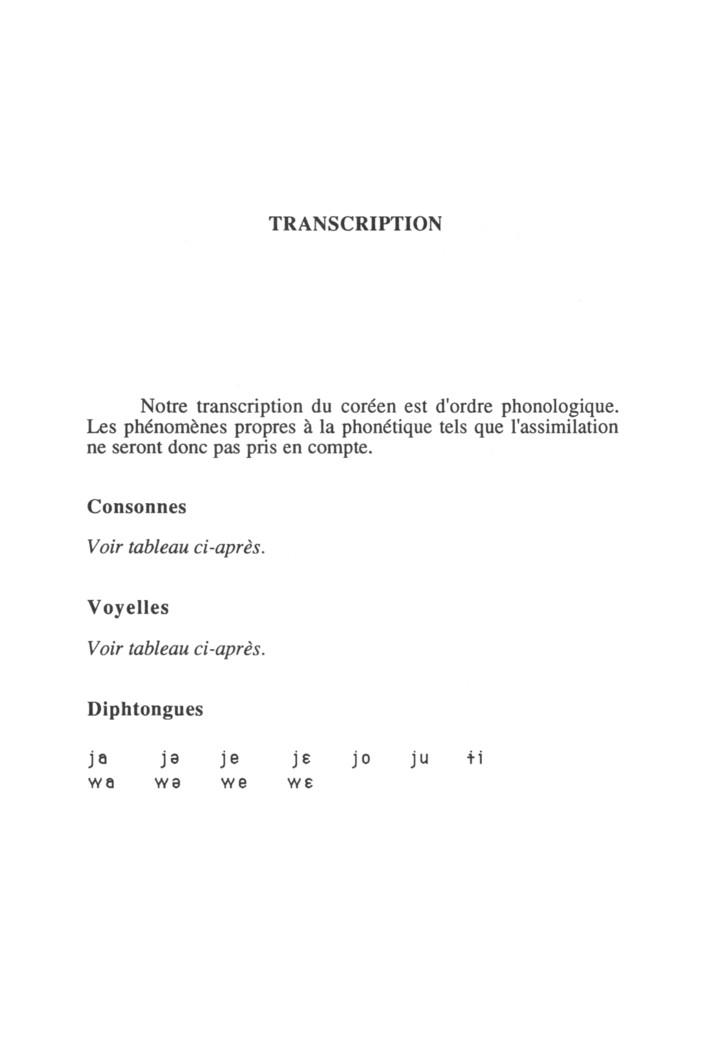 TRANSCRIPTION
Notre transcription du coréen est d'ordre phonologique.
Les phénomènes propres à la phonétique tels que l'assimilation
ne seront donc pas pris en compte.
Consonnes
Voir tableau ci-après.
Voyelles
Voir tableau ci-après.
Diphtongues
ja jə je jɛ jo ju ɨi
wa wə we wɛ